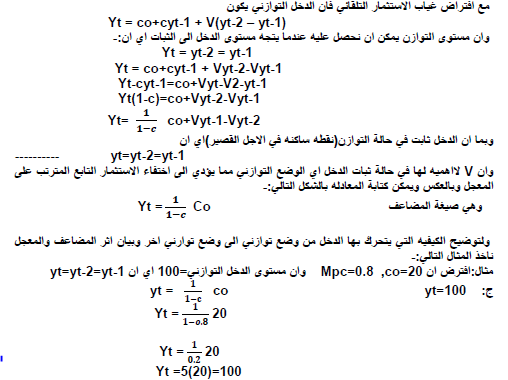 مع افتراض غياب الاستثمار التلقائي فأن الدخل التوازني يكون
Yt = co+cyt-1 + V(yt-2 – yt-1)
وان مستوى التوازن يمكن ان نحصل عليه عندما يتجه مستوى الدخل الى الثبات اي ان:-
Yt = yt-2 = yt-1
Yt = co+cyt-1 + Vyt-2-Vyt-1
Yt-cyt-1=co+Vyt-V2-yt-1
Yt(1-c)=co+Vyt-2-Vyt-1
Yt= 1/1−c co+Vyt-1-Vyt-2
وبما ان الدخل ثابت في حالة التوازن(نقطه ساكنه في الاجل القصير)اي ان
yt=yt-2=yt-1 ----------
وان V لااهميه لها في حالة ثبات الدخل اي الوضع التوازني مما يؤدي الى اختفاء الاستثمار التابع المترتب على
المعجل وبالعكس ويمكن كتابة المعادله بالشكل التالي:-
Yt = 1/1−c Co وهي صيغة المضاعف
ولتوضيح الكيفيه التي يتحرك بها الدخل من وضع توازني الى وضع توازني اخر وبيان اثر المضاعف والمعجل
ناخذ المثال التالي:-
مثال:افترض ان Mpc=0.8 ,co=20 وان مستوى الدخل التوازني=100 اي ان yt=yt-2=yt-1
ج: yt=100 yt = 1/1−c co
Yt = 1/1−o.8 20
Yt = 1/0.2 20
Yt =5(20)=100